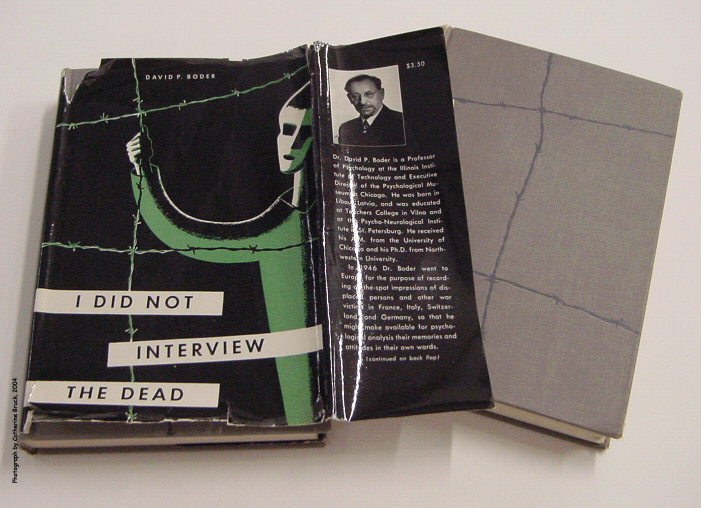 DAVID P. BODER
I DID NOT
INTERVIEW
THE DEAD
$3.50
Dr. David P. Boder is a Professor
of Psychology at the Illinois Insti-
tute of Technology and Executive
Director of the Psychological Mu-
seum, Chicago. He was born in
Libau, Latvia, and was educated
at Teachers College in Vilna and
at the Psycho-Neurological Insti-
tute, St. Petersburg. He received
his A.M. from the University of
Chicago and his Ph.D. from North-
western University.
In 1946 Dr. Boder went to
Europe for the purpose of record-
ing on-the-spot impressions of dis-
placed persons and other war
victims in France, Italy, Switzer-
land, and Germany, so that he
might make available for psycho-
logical analysis their memories and
attitudes in their own words.
(continued on back flap)
Photograph by Catherine Bruck, 2004